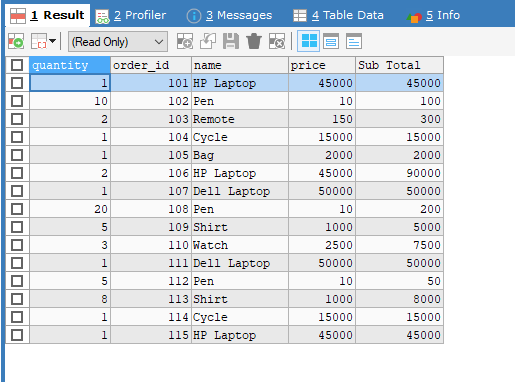 1 Result 2 Profiler 3 Messages 4 Table Data 5 Info
(Read Only)
quantity order_id name price Sub Total
1 101 HP Laptop 45000 45000
10 102 Pen 10 100
2 103 Remote 150 300
1 104 Cycle 15000 15000
1 105 Bag 2000 2000
2 106 HP Laptop 45000 90000
1 107 Dell Laptop 50000 50000
20 108 Pen 10 200
5 109 Shirt 1000 5000
3 110 Watch 2500 7500
1 111 Dell Laptop 50000 50000
5 112 Pen 10 50
8 113 Shirt 1000 8000
1 114 Cycle 15000 15000
1 115 HP Laptop 45000 45000